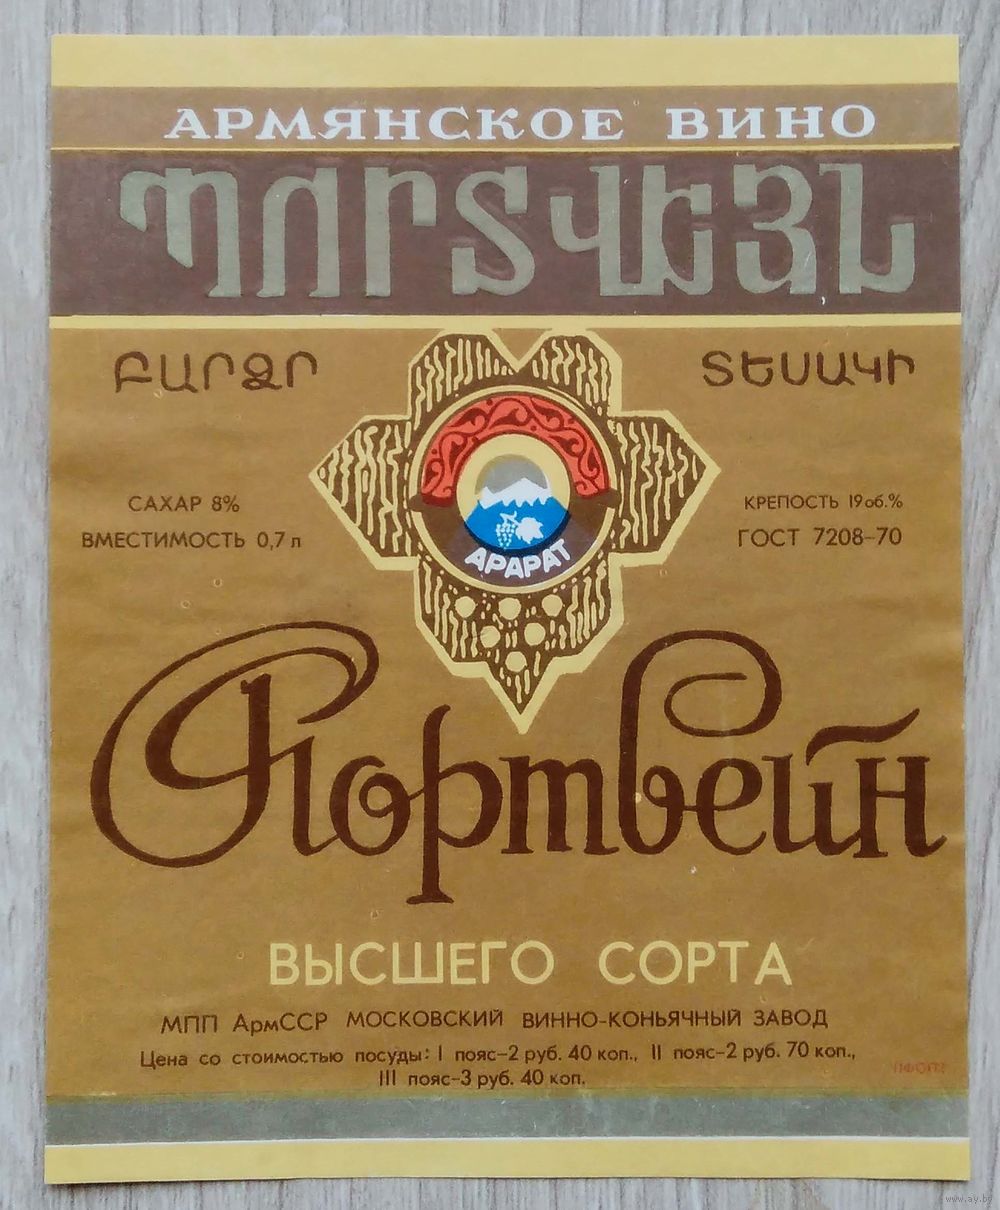 АРМЯНСКОЕ ВИНО
ՊՈՐՏՎԵՅՆ
ԲԱՐՁՐ ՏԵՍԱԿԻ
САХАР 8% КРЕПОСТЬ 19 об.%
ВМЕСТИМОСТЬ 0,7 л ГОСТ 7208-70
АРАРАТ
Портвейн
ВЫСШЕГО СОРТА
МПП АрмССР МОСКОВСКИЙ ВИННО-КОНЬЯЧНЫЙ ЗАВОД
Цена со стоимостью посуды: I пояс-2 руб. 40 коп., II пояс-2 руб. 70 коп.,
III пояс-3 руб. 40 коп.